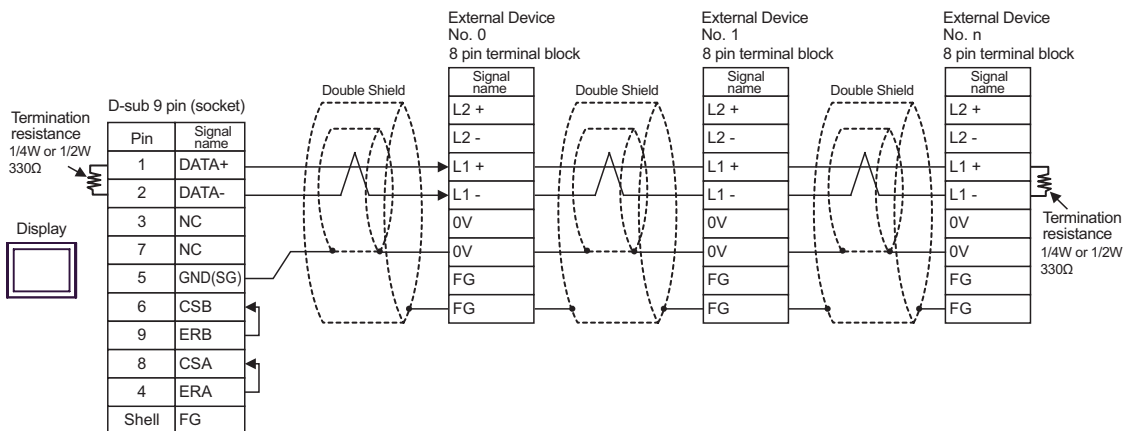 External Device
No. 0
8 pin terminal block
External Device
No. 1
8 pin terminal block
External Device
No. n
8 pin terminal block
Termination
resistance
1/4W or 1/2W
330Ω
D-sub 9 pin (socket)
Pin Signal name
1 DATA+
2 DATA-
3 NC
7 NC
5 GND(SG)
6 CSB
9 ERB
8 CSA
4 ERA
Shell FG
Display
Double Shield
Signal name
L2 +
L2 -
L1 +
L1 -
0V
0V
FG
FG
Double Shield
Signal name
L2 +
L2 -
L1 +
L1 -
0V
0V
FG
FG
Double Shield
Signal name
L2 +
L2 -
L1 +
L1 -
0V
0V
FG
FG
Termination
resistance
1/4W or 1/2W
330Ω